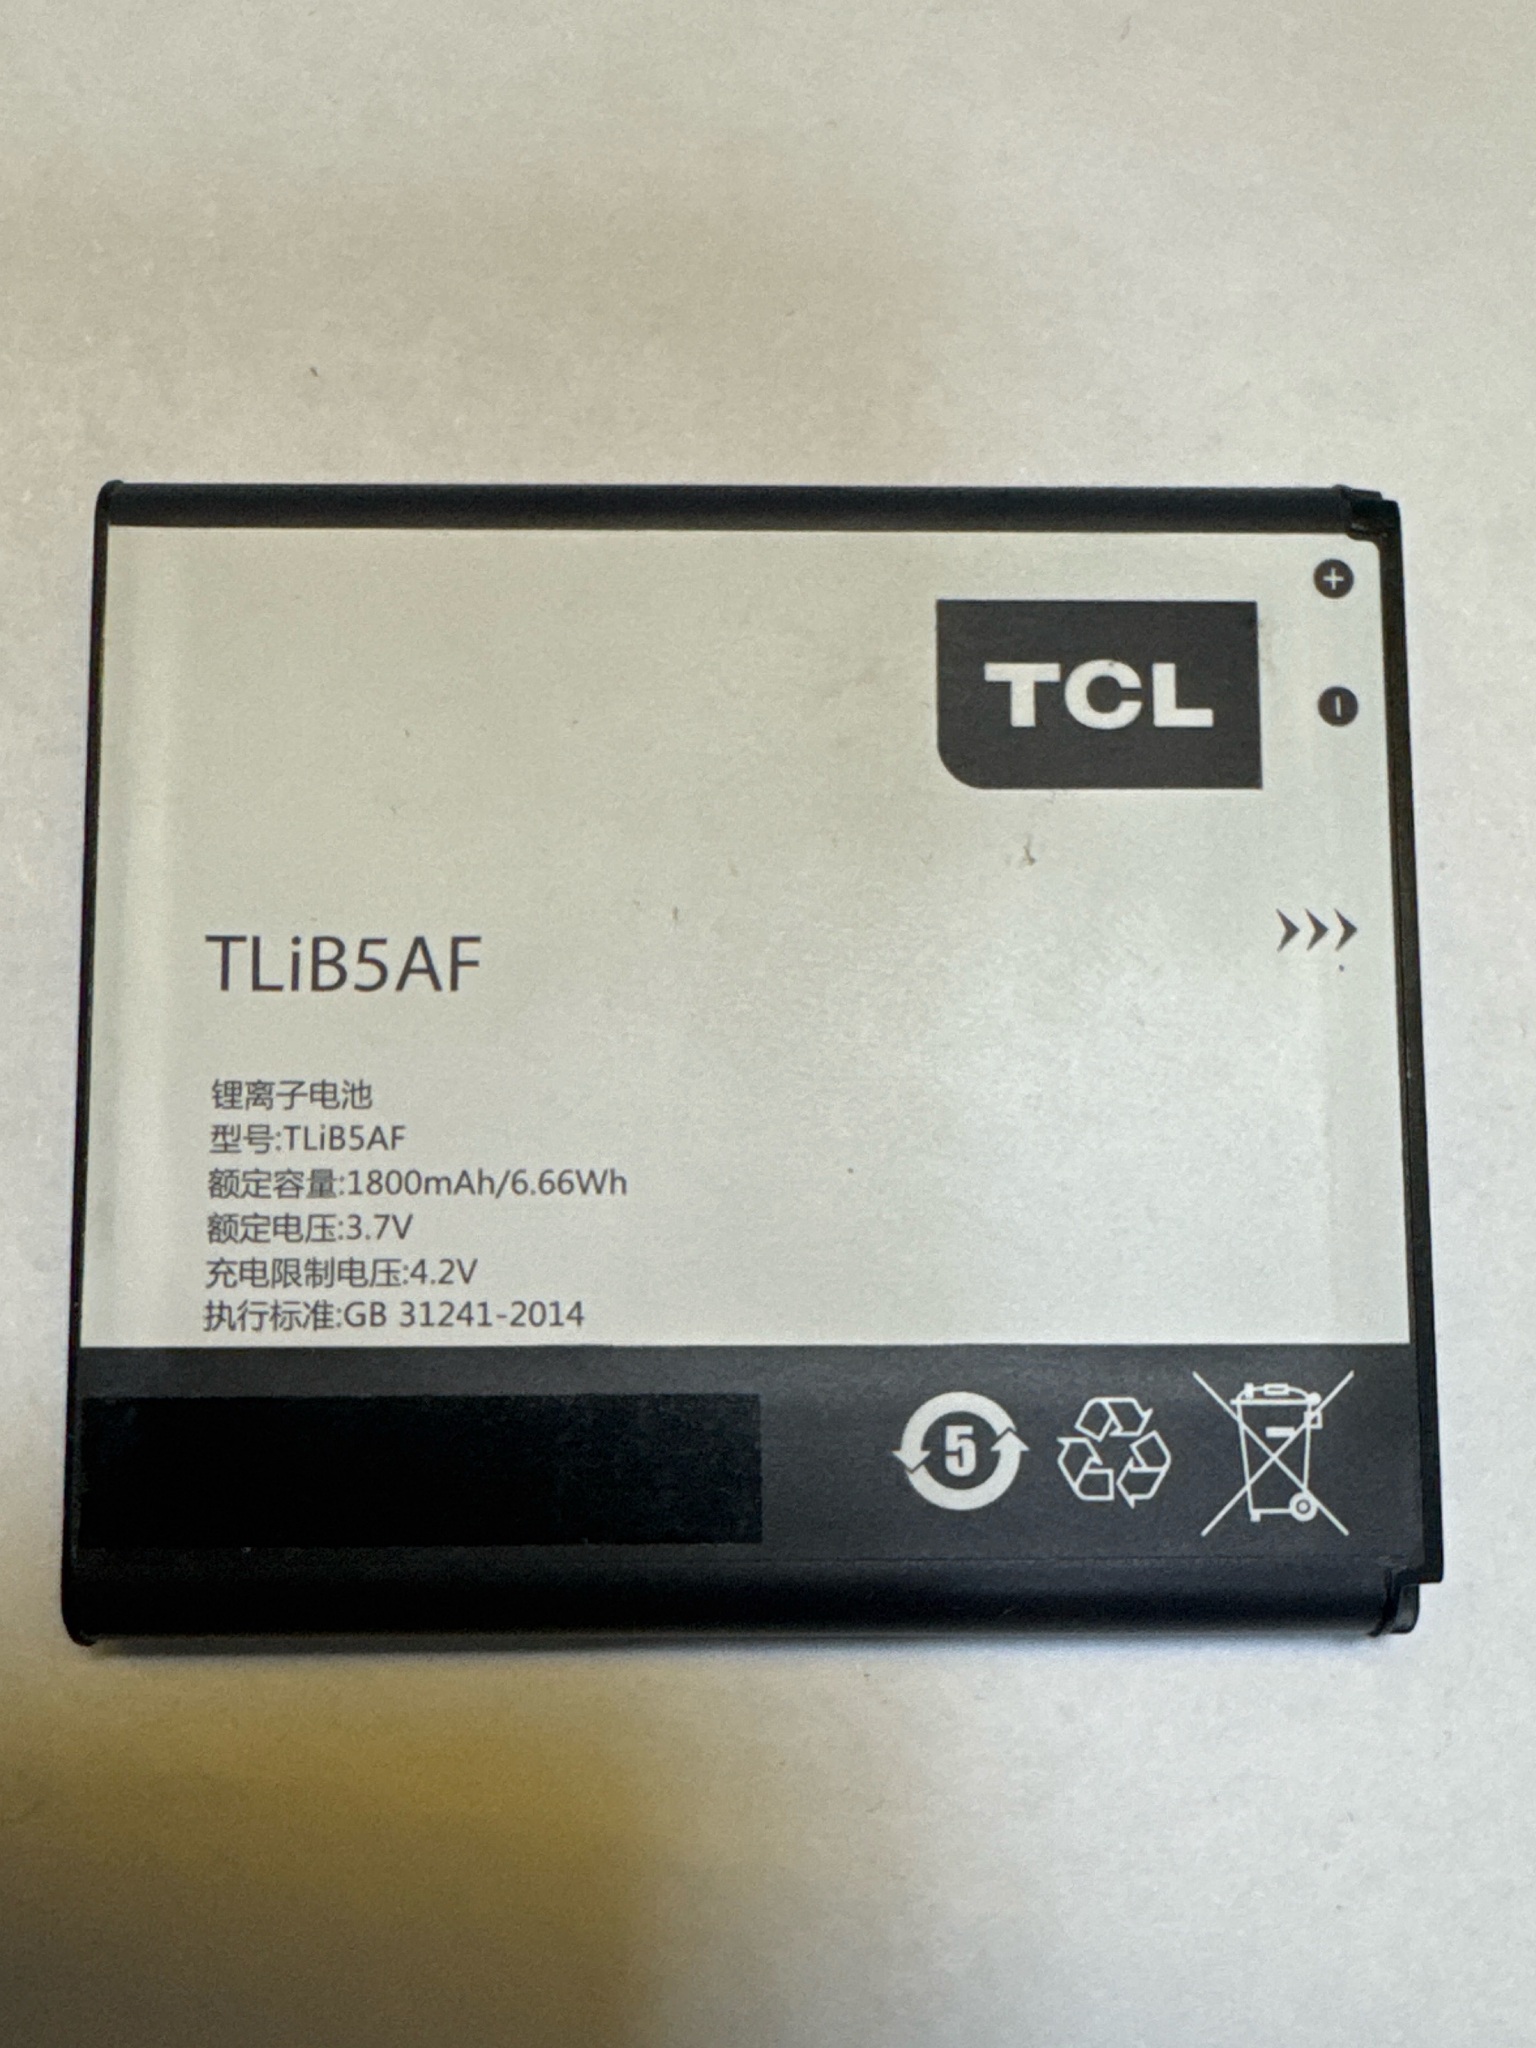 TCL
TLiB5AF
锂离子电池
型号:TLiB5AF
额定容量:1800mAh/6.66Wh
额定电压:3.7V
充电限制电压:4.2V
执行标准:GB 31241-2014
5